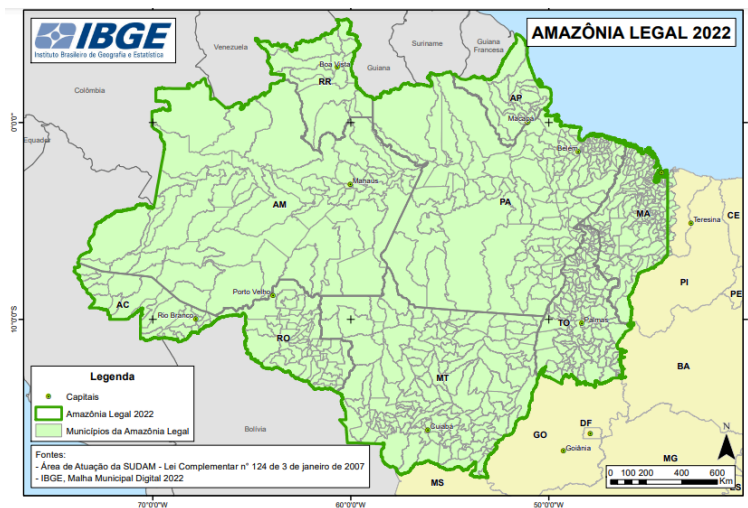 IBGE
Instituto Brasileiro de Geografia e Estatística
AMAZÔNIA LEGAL 2022
Venezuela
Suriname
Guiana
Francesa
Guiana
Colômbia
Equador
Boa Vista
RR
AP
Macapá
Belém
0°0'0"
Manaus
AM
PA
MA
Teresina
CE
PI
PE
AC
Porto Velho
Rio Branco
RO
10°0'0"S
TO
Palmas
MT
BA
Cuiabá
Bolívia
GO
DF
Goiânia
MG
MS
ES
N
0 100 200 400 600
Km
Legenda
Capitais
Amazônia Legal 2022
Municípios da Amazônia Legal
Fontes:
- Área de Atuação da SUDAM - Lei Complementar n° 124 de 3 de janeiro de 2007
- IBGE, Malha Municipal Digital 2022
70°0'0"W 60°0'0"W 50°0'0"W